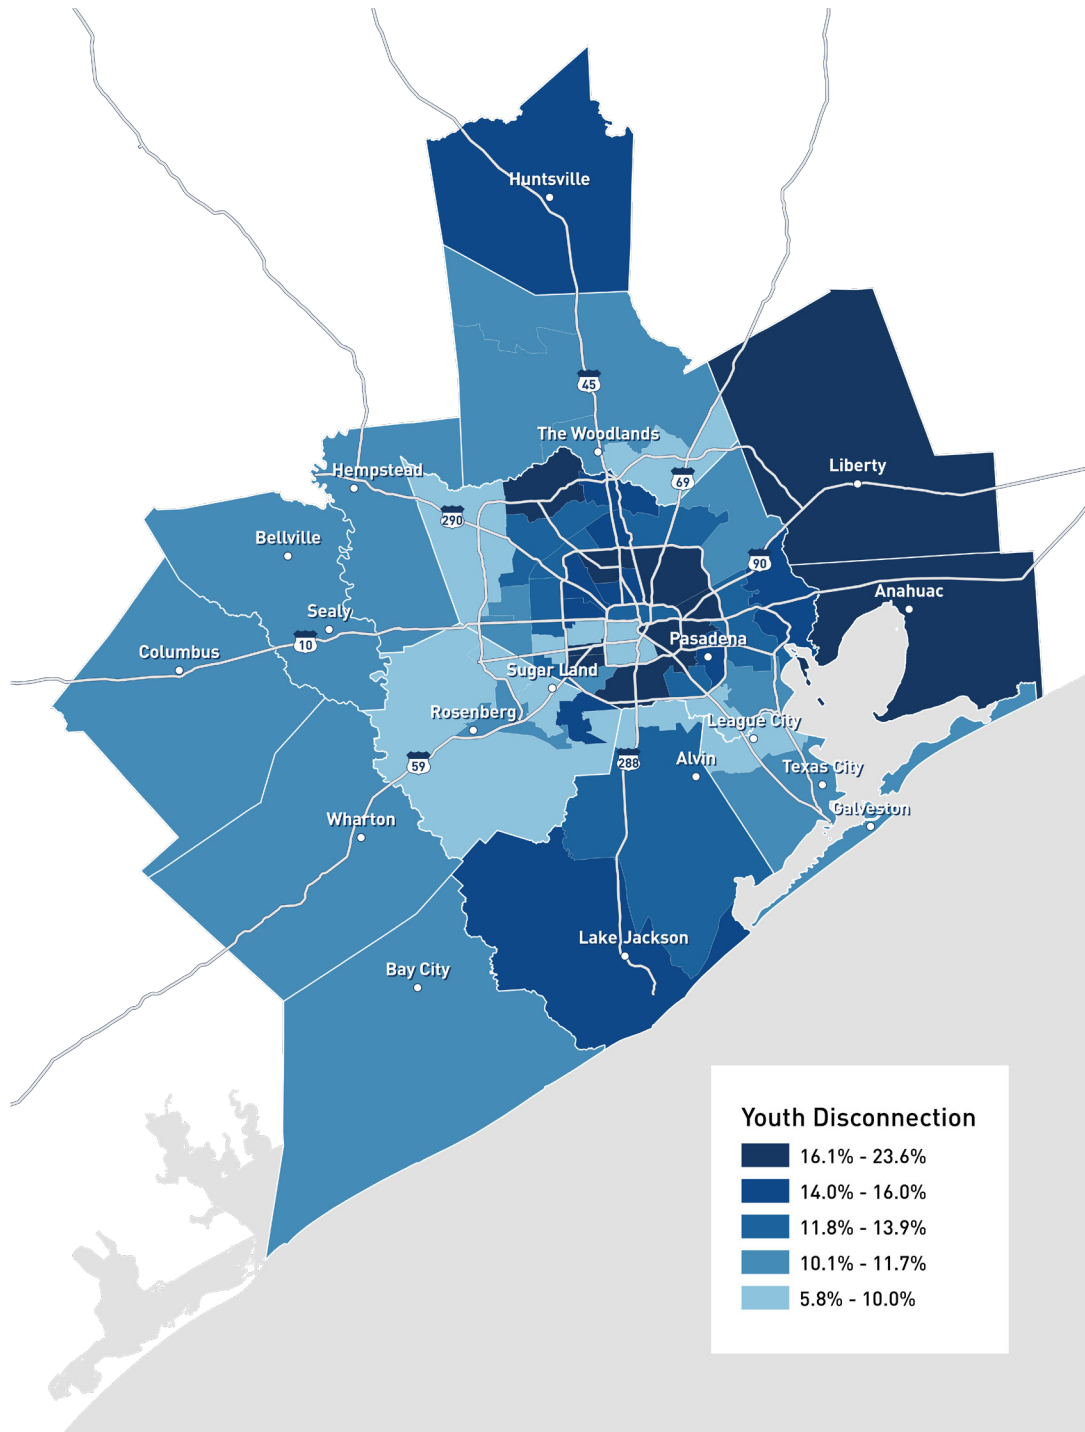 Huntsville
45
The Woodlands
Hempstead
69
Liberty
290
Bellville
90
Anahuac
Sealy
10
Columbus
Pasadena
Sugar Land
Rosenberg
League City
59
288
Alvin
Texas City
Galveston
Wharton
Lake Jackson
Bay City
Youth Disconnection
16.1% - 23.6%
14.0% - 16.0%
11.8% - 13.9%
10.1% - 11.7%
5.8% - 10.0%